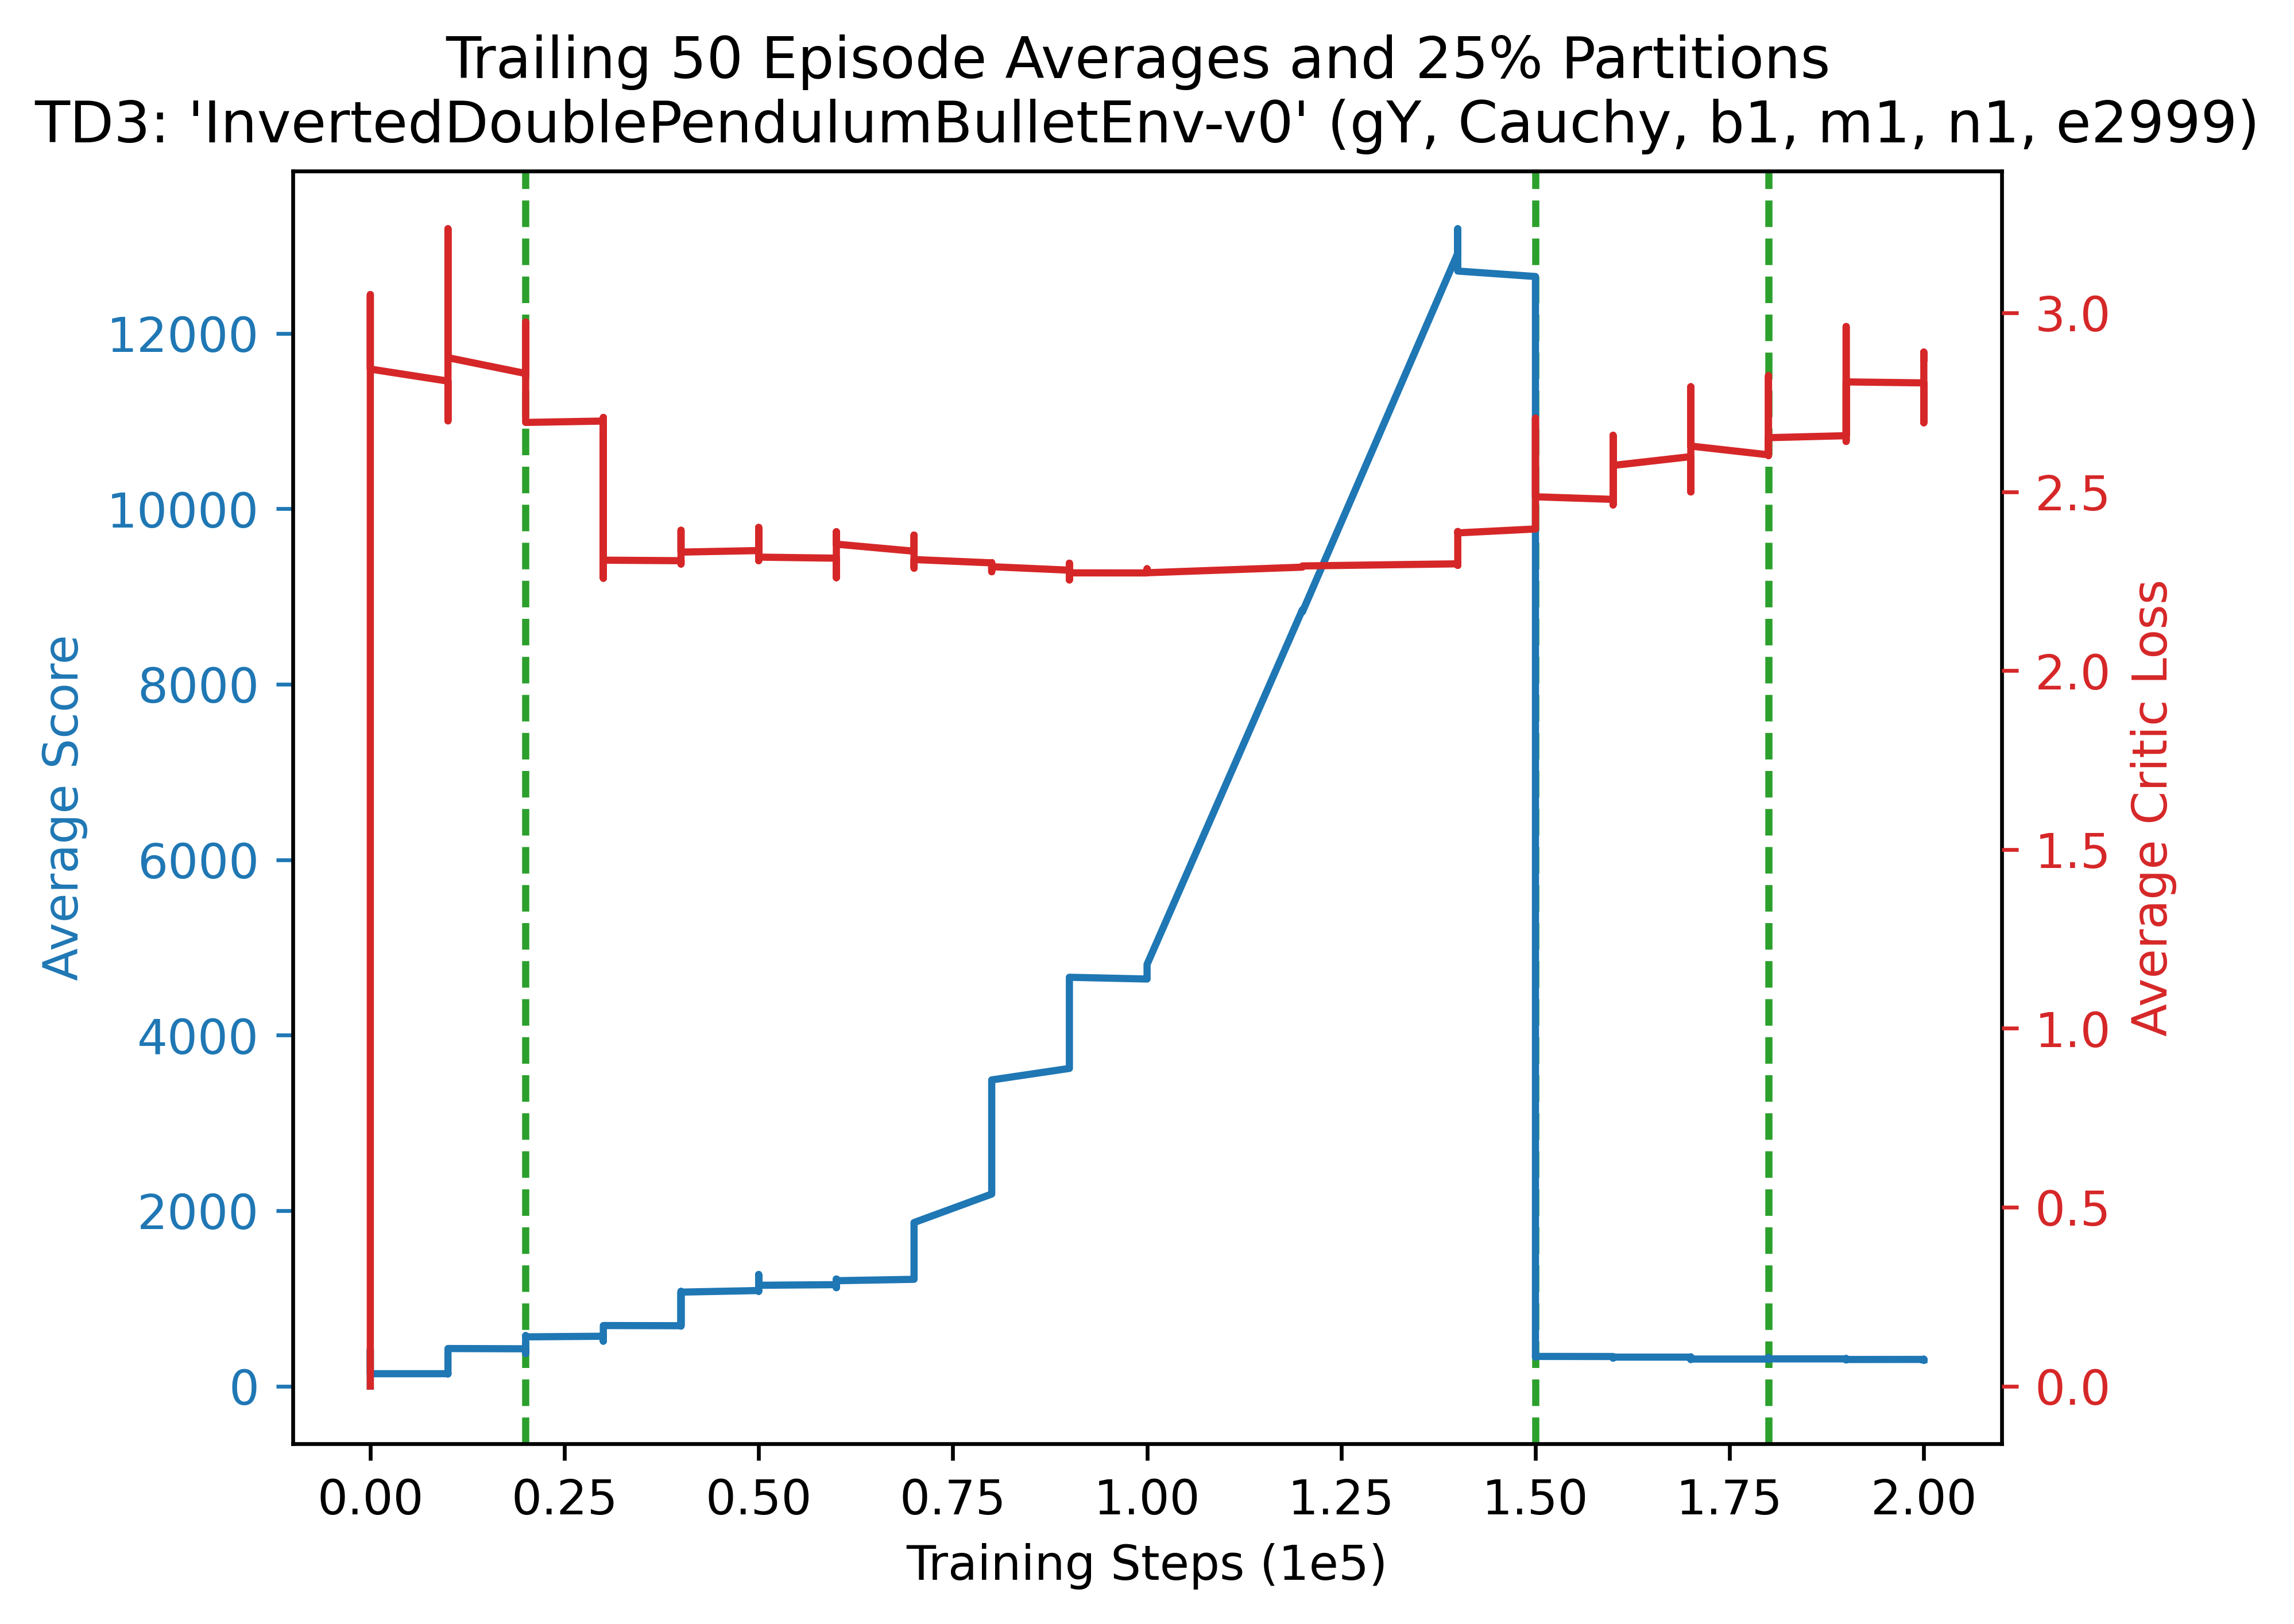 Trailing 50 Episode Averages and 25% Partitions
TD3: 'InvertedDoublePendulumBulletEnv-v0' (gY, Cauchy, b1, m1, n1, e2999)
Average Score
12000
10000
8000
6000
4000
2000
0
3.0
2.5
2.0
1.5
1.0
0.5
0.0
Average Critic Loss
0.00 0.25 0.50 0.75 1.00 1.25 1.50 1.75 2.00
Training Steps (1e5)